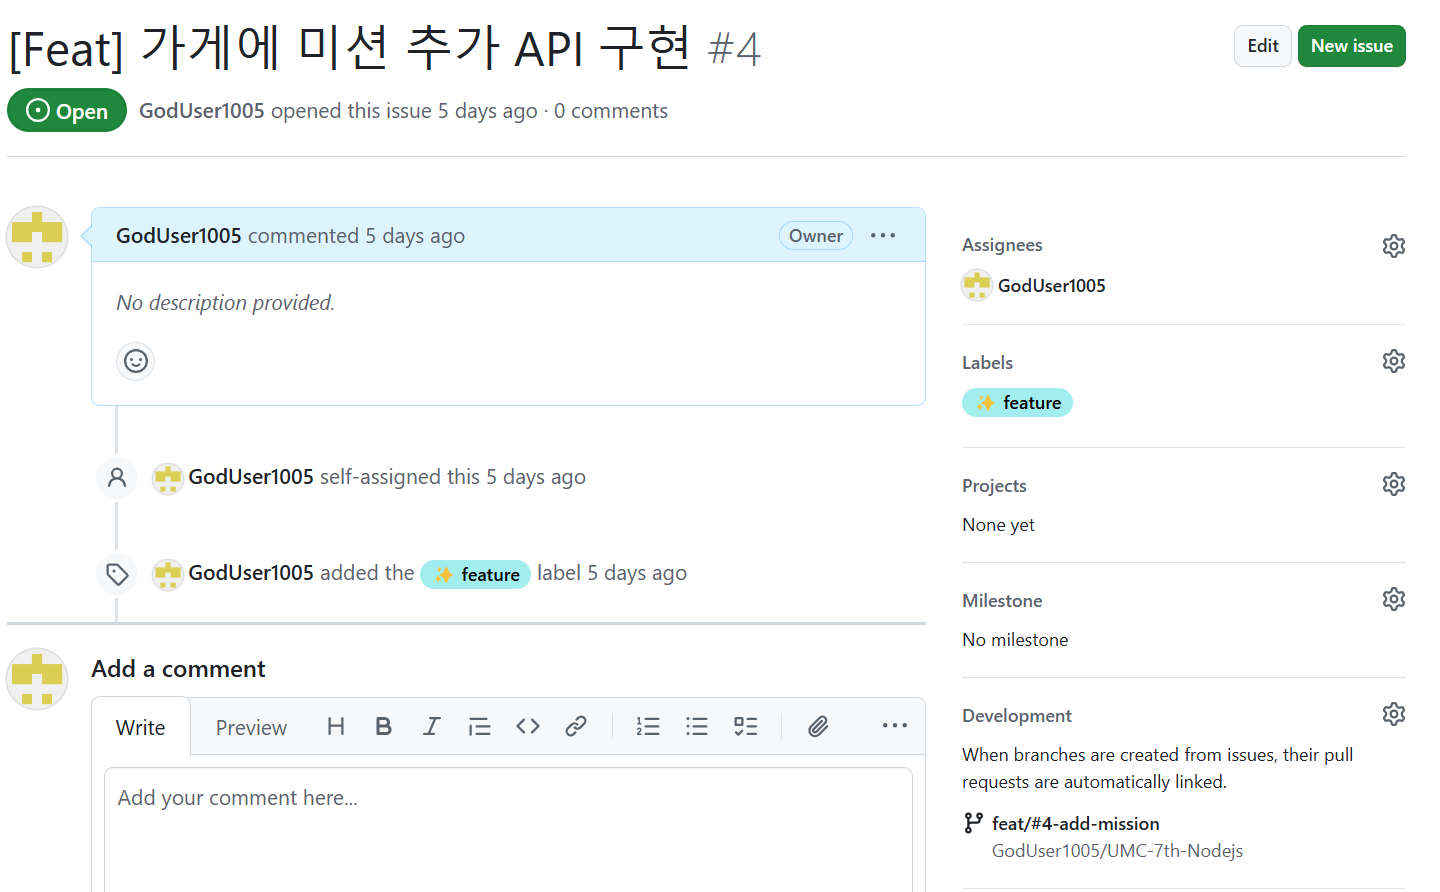 [Feat] 가게에 미션 추가 API 구현 #4
Edit
New issue
Open
GodUser1005 opened this issue 5 days ago · 0 comments
GodUser1005 commented 5 days ago
Owner
No description provided.
GodUser1005 self-assigned this 5 days ago
GodUser1005 added the ✨ feature label 5 days ago
Add a comment
Write
Preview
Add your comment here...
Assignees
GodUser1005
Labels
✨ feature
Projects
None yet
Milestone
No milestone
Development
When branches are created from issues, their pull
requests are automatically linked.
feat/#4-add-mission
GodUser1005/UMC-7th-Nodejs